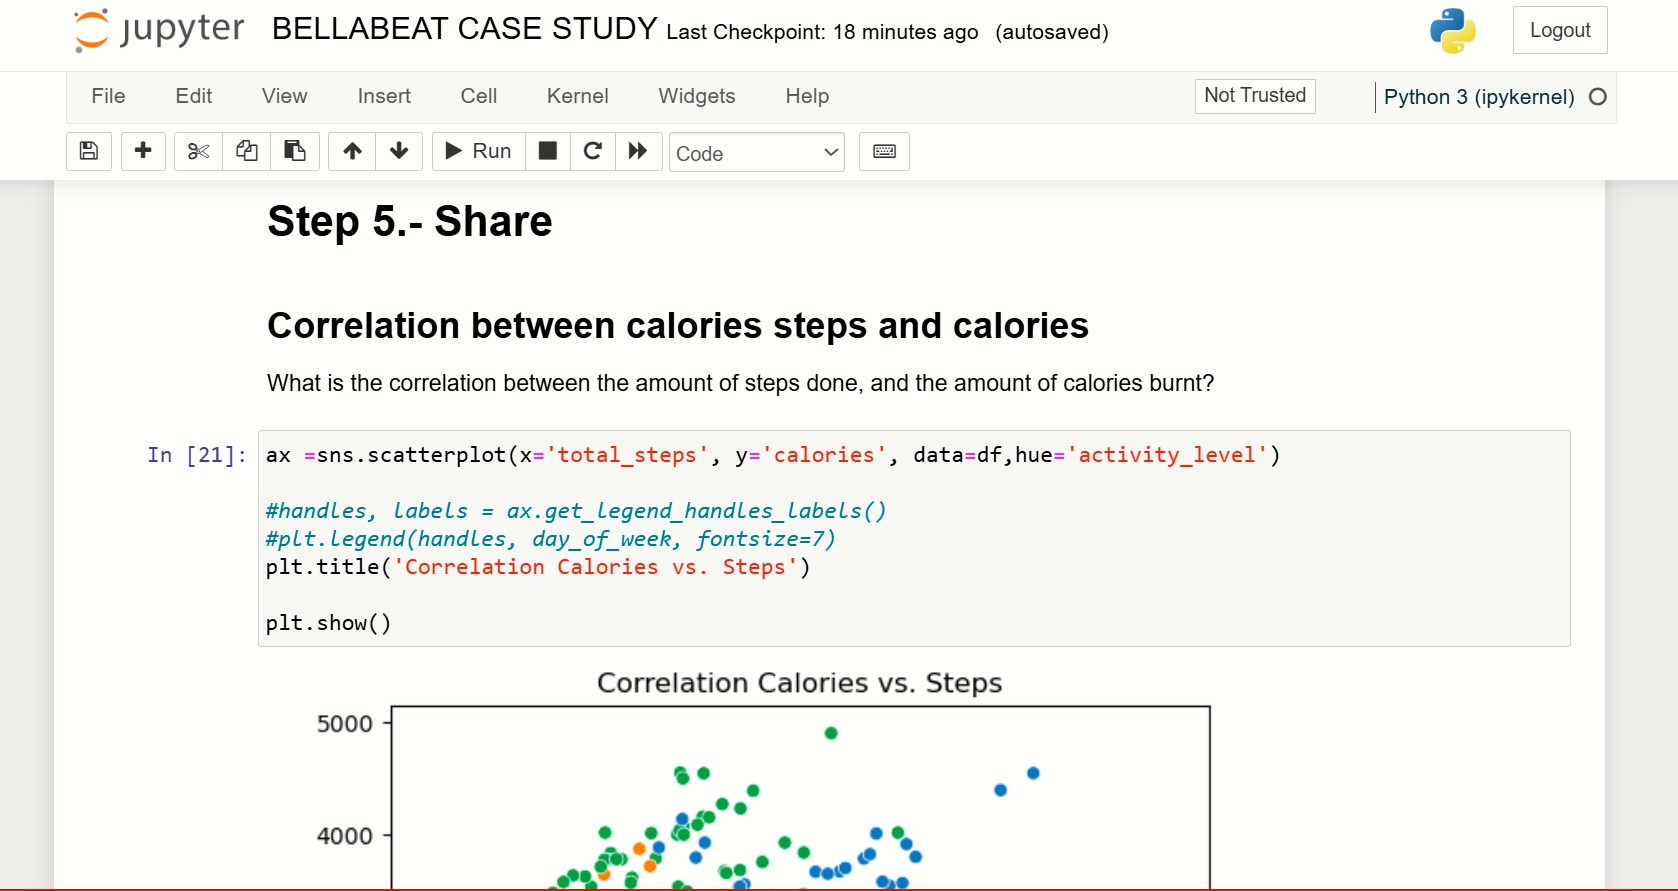 jupyter BELLABEAT CASE STUDY Last Checkpoint: 18 minutes ago (autosaved) Logout
File Edit View Insert Cell Kernel Widgets Help Not Trusted Python 3 (ipykernel)
Run Code
Step 5.- Share
Correlation between calories steps and calories
What is the correlation between the amount of steps done, and the amount of calories burnt?
In [21]: ax =sns.scatterplot(x='total_steps', y='calories', data=df,hue='activity_level')
#handles, labels = ax.get_legend_handles_labels()
#plt.legend(handles, day_of_week, fontsize=7)
plt.title('Correlation Calories vs. Steps')
plt.show()
Correlation Calories vs. Steps
5000
4000